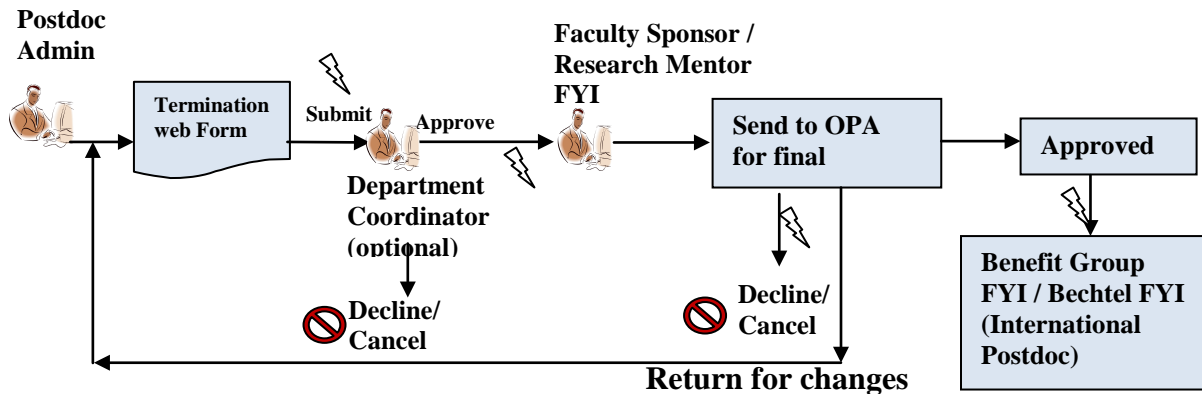 Postdoc
Admin
Termination
web Form
Submit
Approve
Department
Coordinator
(optional)
Decline/
Cancel
Faculty Sponsor /
Research Mentor
FYI
Send to OPA
for final
Decline/
Cancel
Return for changes
Approved
Benefit Group
FYI / Bechtel FYI
(International
Postdoc)